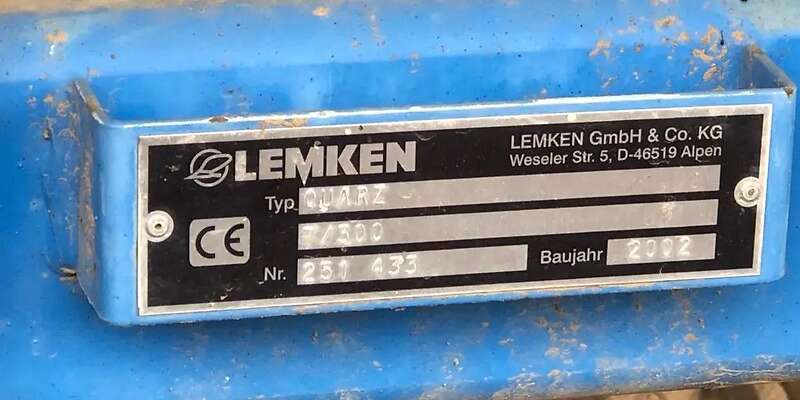 LEMKEN
LEMKEN GmbH & Co. KG
Weseler Str. 5, D-46519 Alpen
Typ QUARZ
7/300
CE
Nr. 251 433 Baujahr 2002